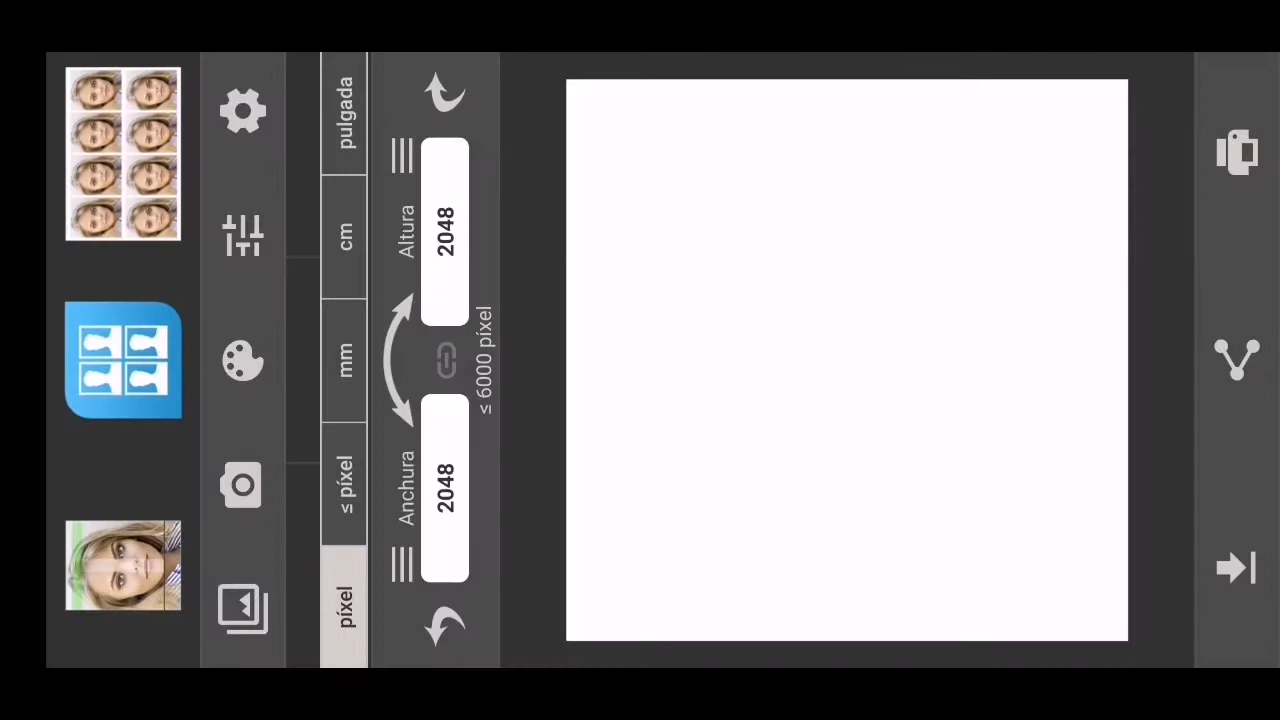 píxel ≤ píxel mm cm pulgada
Anchura Altura
2048 2048
≤ 6000 píxel